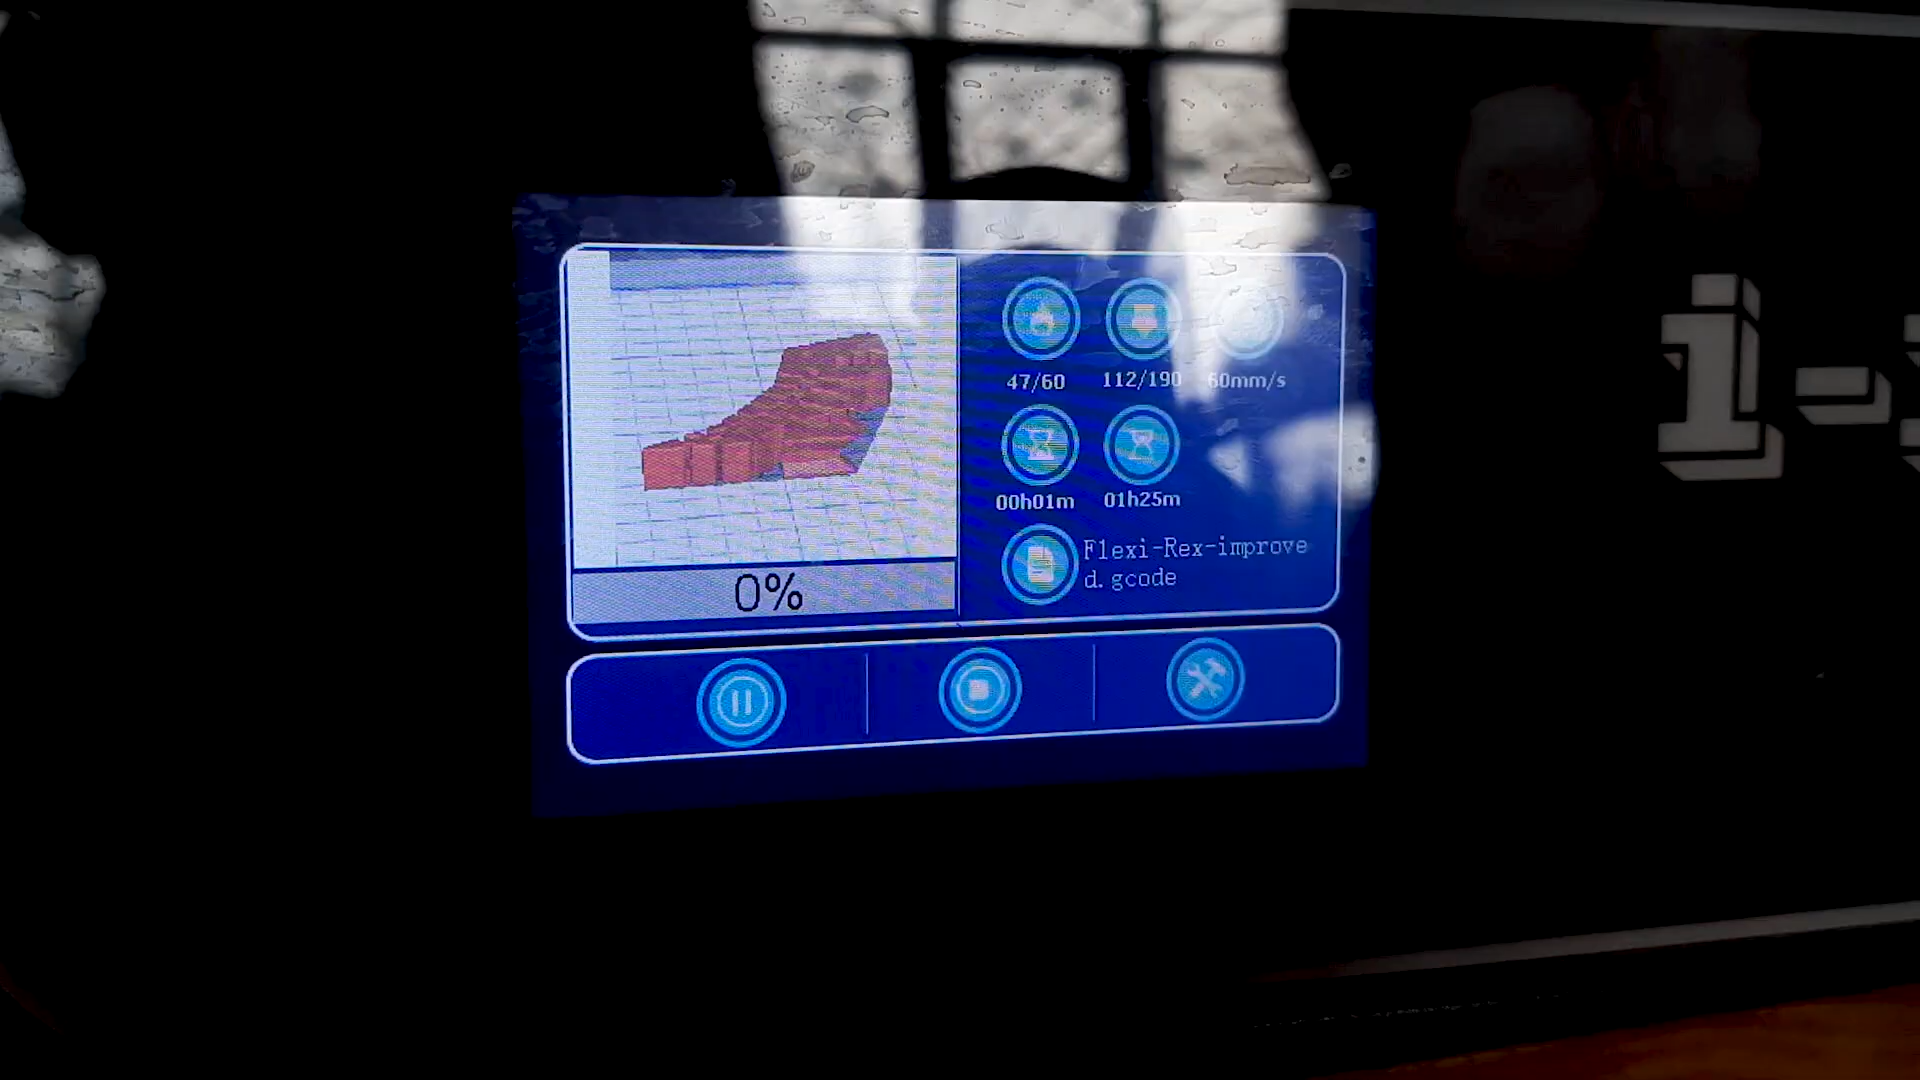 47/60 112/190 60mm/s
00h01m 01h25m
Flexi-Rex-improve
d.gcode
0%
i-